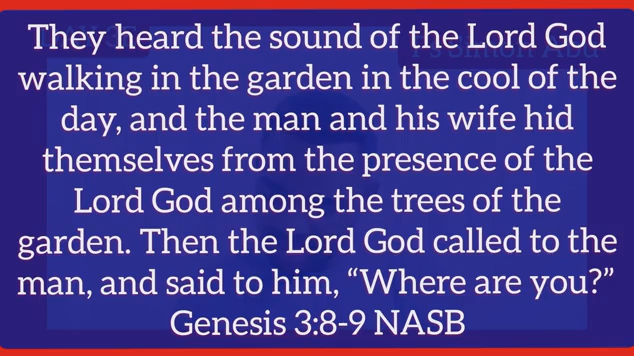 They heard the sound of the Lord God
walking in the garden in the cool of the
day, and the man and his wife hid
themselves from the presence of the
Lord God among the trees of the
garden. Then the Lord God called to the
man, and said to him, “Where are you?”
Genesis 3:8-9 NASB